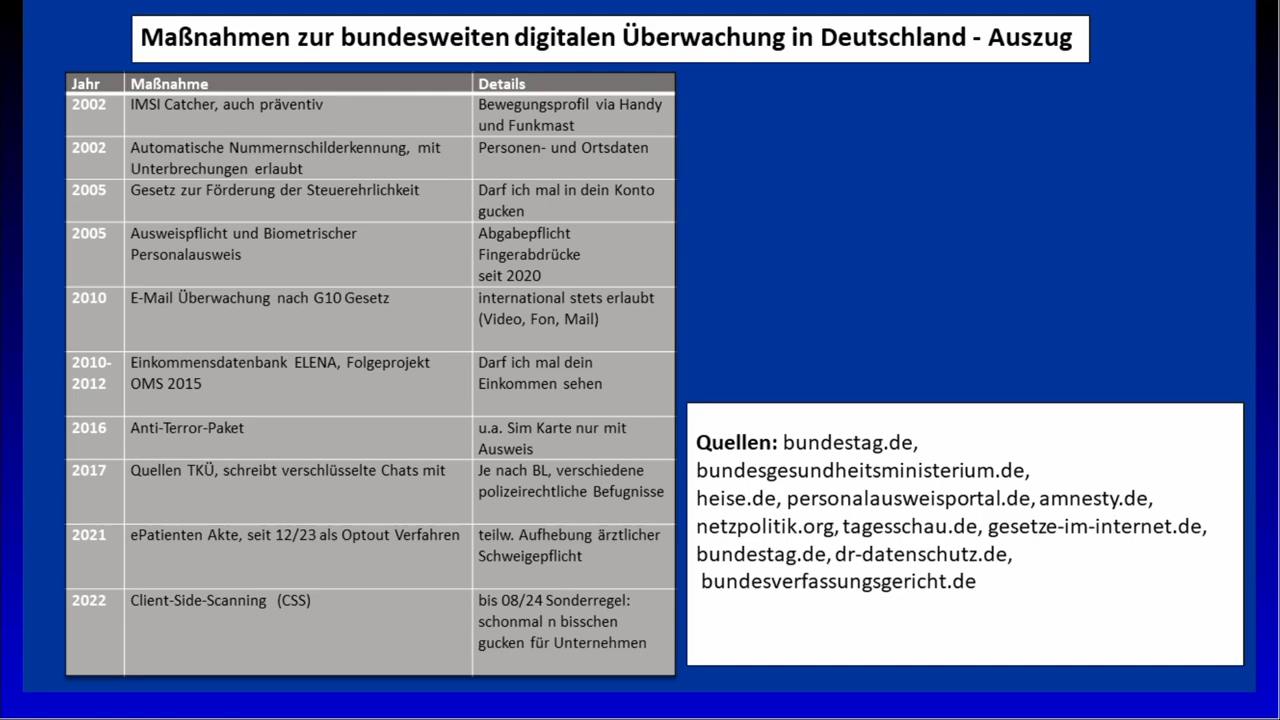 Maßnahmen zur bundesweiten digitalen Überwachung in Deutschland - Auszug
Jahr Maßnahme Details
2002 IMSI Catcher, auch präventiv Bewegungsprofil via Handy
und Funkmast
2002 Automatische Nummernschilderkennung, mit Personen- und Ortsdaten
Unterbrechungen erlaubt
2005 Gesetz zur Förderung der Steuerehrlichkeit Darf ich mal in dein Konto
gucken
2005 Ausweispflicht und Biometrischer Abgabepflicht
Personalausweis Fingerabdrücke
seit 2020
2010 E-Mail Überwachung nach G10 Gesetz international stets erlaubt
(Video, Fon, Mail)
2010- Einkommensdatenbank ELENA, Folgeprojekt Darf ich mal dein
2012 OMS 2015 Einkommen sehen
2016 Anti-Terror-Paket u.a. Sim Karte nur mit
Ausweis
2017 Quellen TKÜ, schreibt verschlüsselte Chats mit Je nach BL, verschiedene
polizeirechtliche Befugnisse
2021 ePatienten Akte, seit 12/23 als Optout Verfahren teilw. Aufhebung ärztlicher
Schweigepflicht
2022 Client-Side-Scanning (CSS) bis 08/24 Sonderregel:
schonmal n bisschen
gucken für Unternehmen
Quellen: bundestag.de,
bundesgesundheitsministerium.de,
heise.de, personalausweisportal.de, amnesty.de,
netzpolitik.org, tagesschau.de, gesetze-im-internet.de,
bundestag.de, dr-datenschutz.de,
bundesverfassungsgericht.de